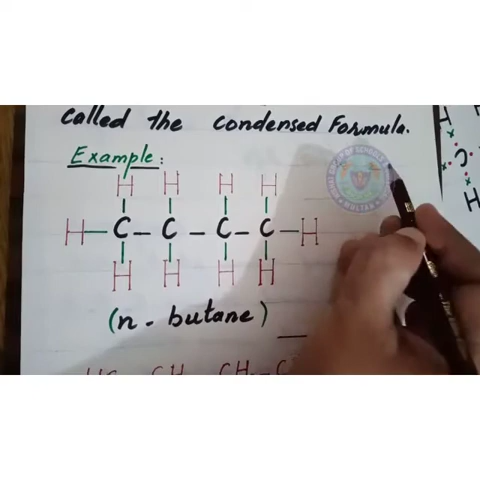 called the condensed Formula.
Example:
H H H H
H - C - C - C - C - H
H H H H
(n - butane)